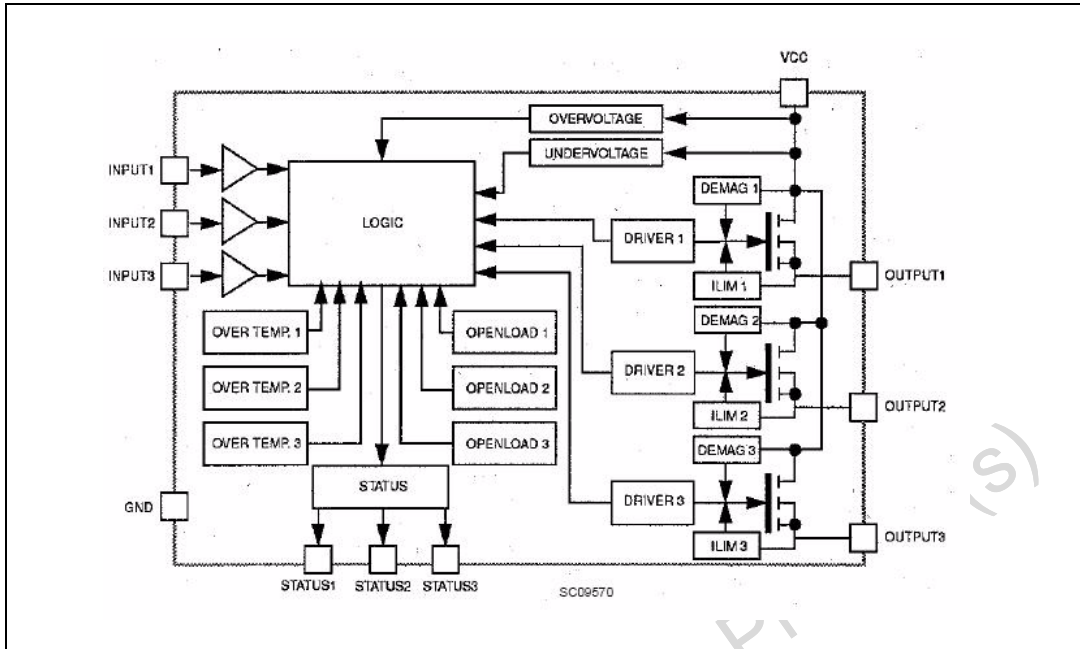 VCC
OVERVOLTAGE
UNDERVOLTAGE
INPUT1
INPUT2
INPUT3
LOGIC
DEMAG 1
DRIVER 1
ILIM 1
OUTPUT1
OVER TEMP. 1
OPENLOAD 1
DEMAG 2
OVER TEMP. 2
OPENLOAD 2
DRIVER 2
ILIM 2
OUTPUT2
OVER TEMP. 3
OPENLOAD 3
DEMAG 3
STATUS
GND
DRIVER 3
ILIM 3
OUTPUT3
STATUS1
STATUS2
STATUS3
SC09570
(s)